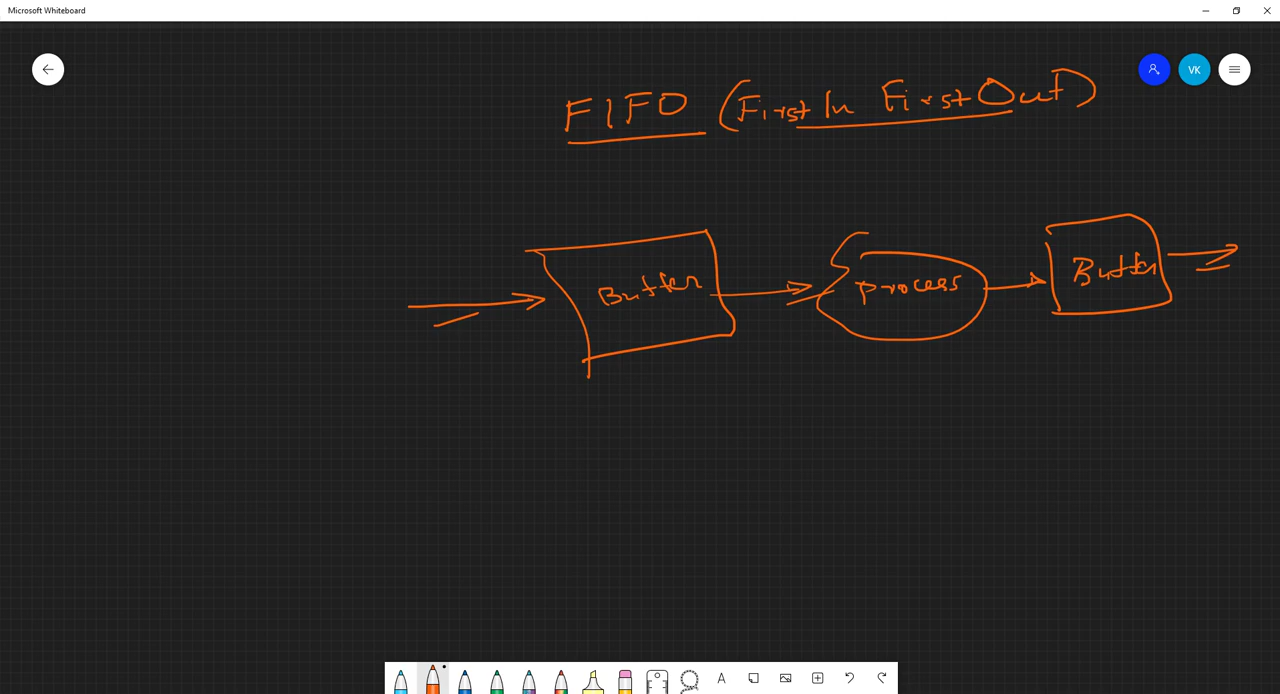 Microsoft Whiteboard
VK
FIFO (First In First Out)
Buffer
process
Buffer
A